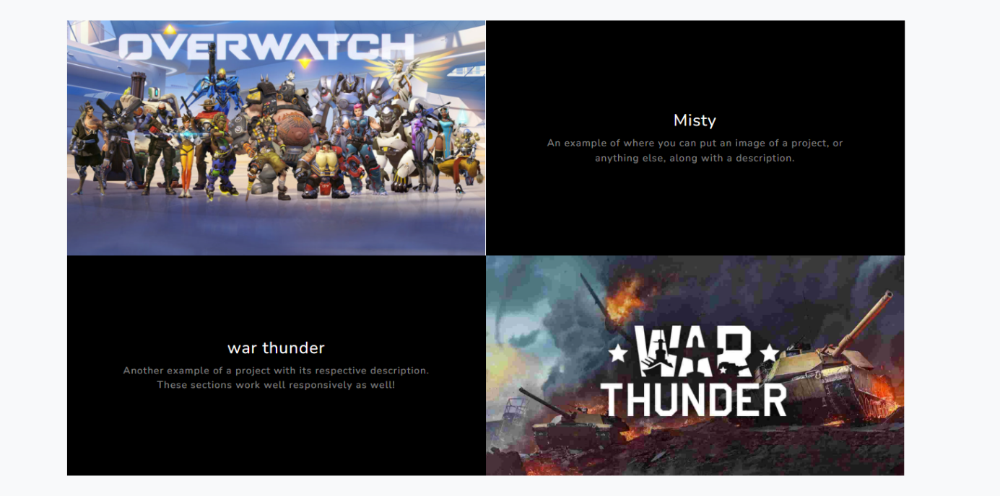 OVERWATCH
Misty
An example of where you can put an image of a project, or
anything else, along with a description.
war thunder
Another example of a project with its respective description.
These sections work well responsively as well!
WAR
THUNDER